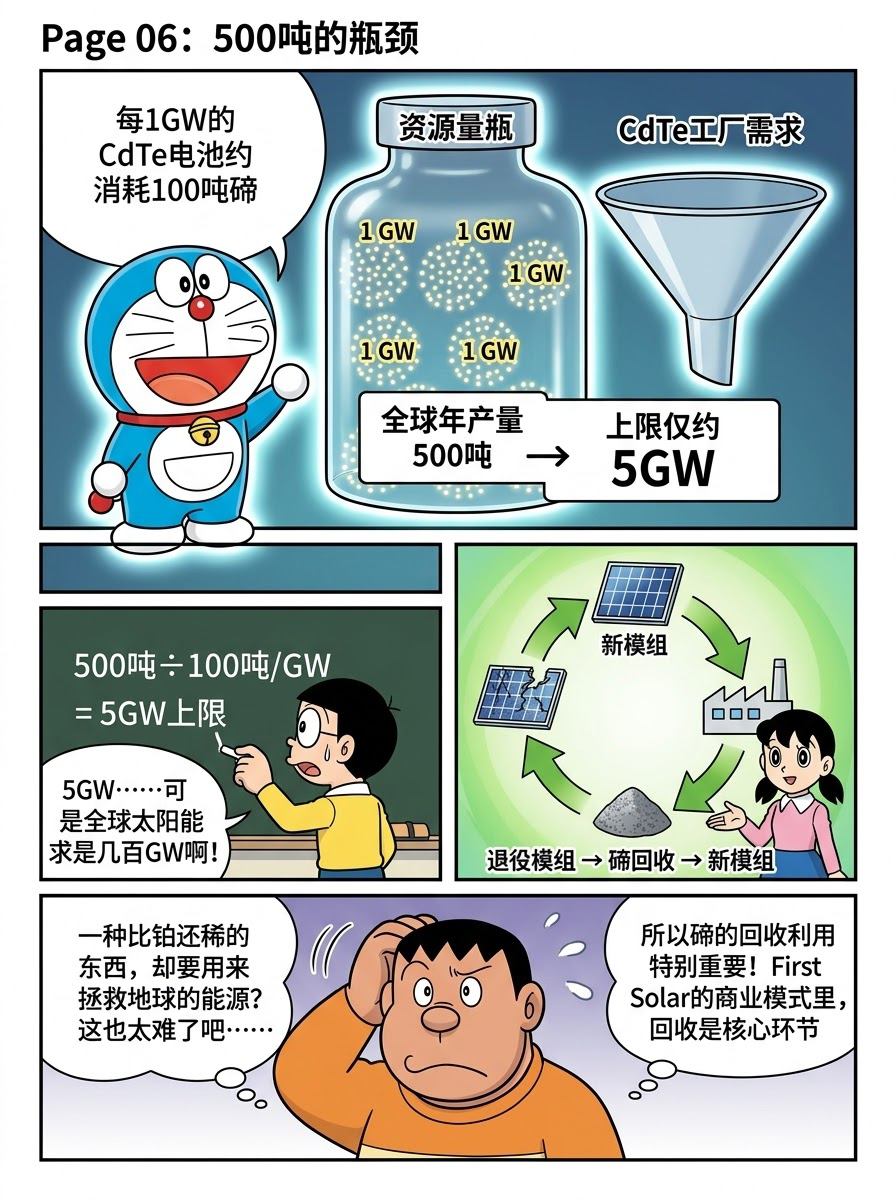 Page 06：500吨的瓶颈
每1GW的
CdTe电池约
消耗100吨碲
资源量瓶
CdTe工厂需求
1 GW
1 GW
1 GW
1 GW
1 GW
全球年产量
500吨
→
上限仅约
5GW
500吨÷100吨/GW
= 5GW上限
5GW……可
是全球太阳能
求是几百GW啊！
新模组
退役模组 → 碲回收 → 新模组
一种比铂还稀的
东西，却要用来
拯救地球的能源？
这也太难了吧……
所以碲的回收利用
特别重要！First
Solar的商业模式里，
回收是核心环节